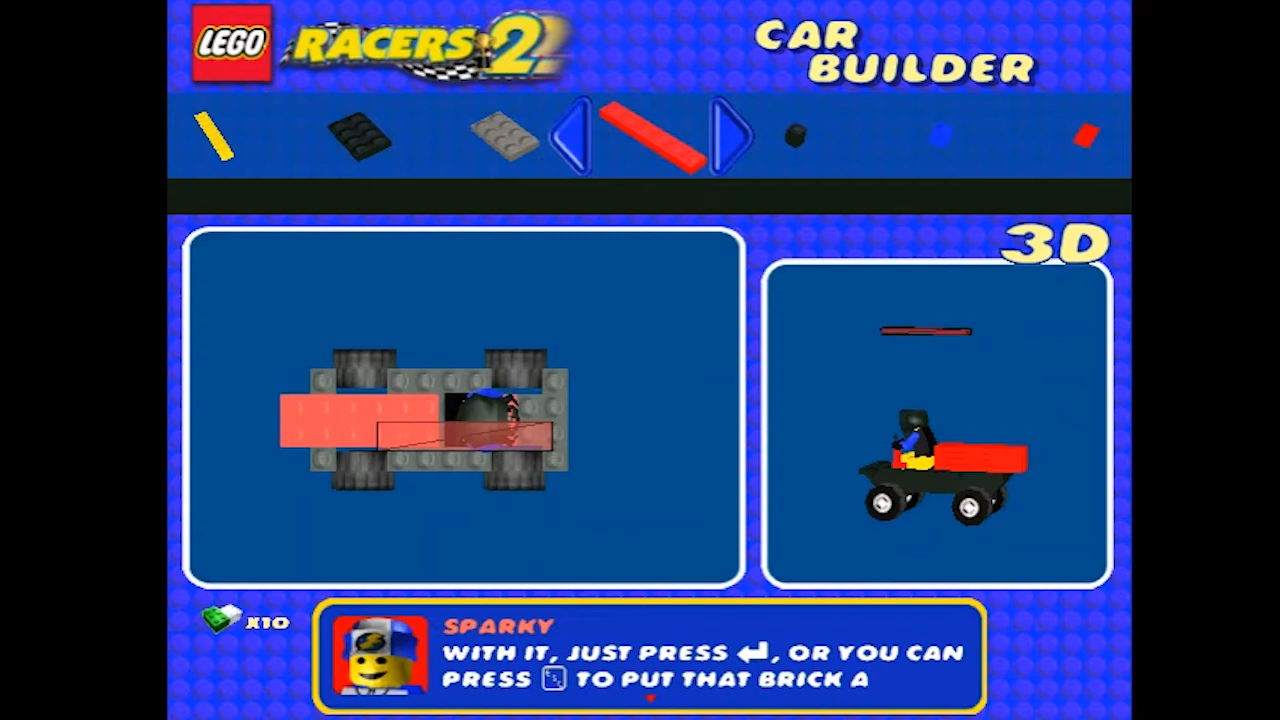 LEGO RACERS 2
CAR
BUILDER
3D
X10
SPARKY
WITH IT, JUST PRESS ↵, OR YOU CAN
PRESS TO PUT THAT BRICK A